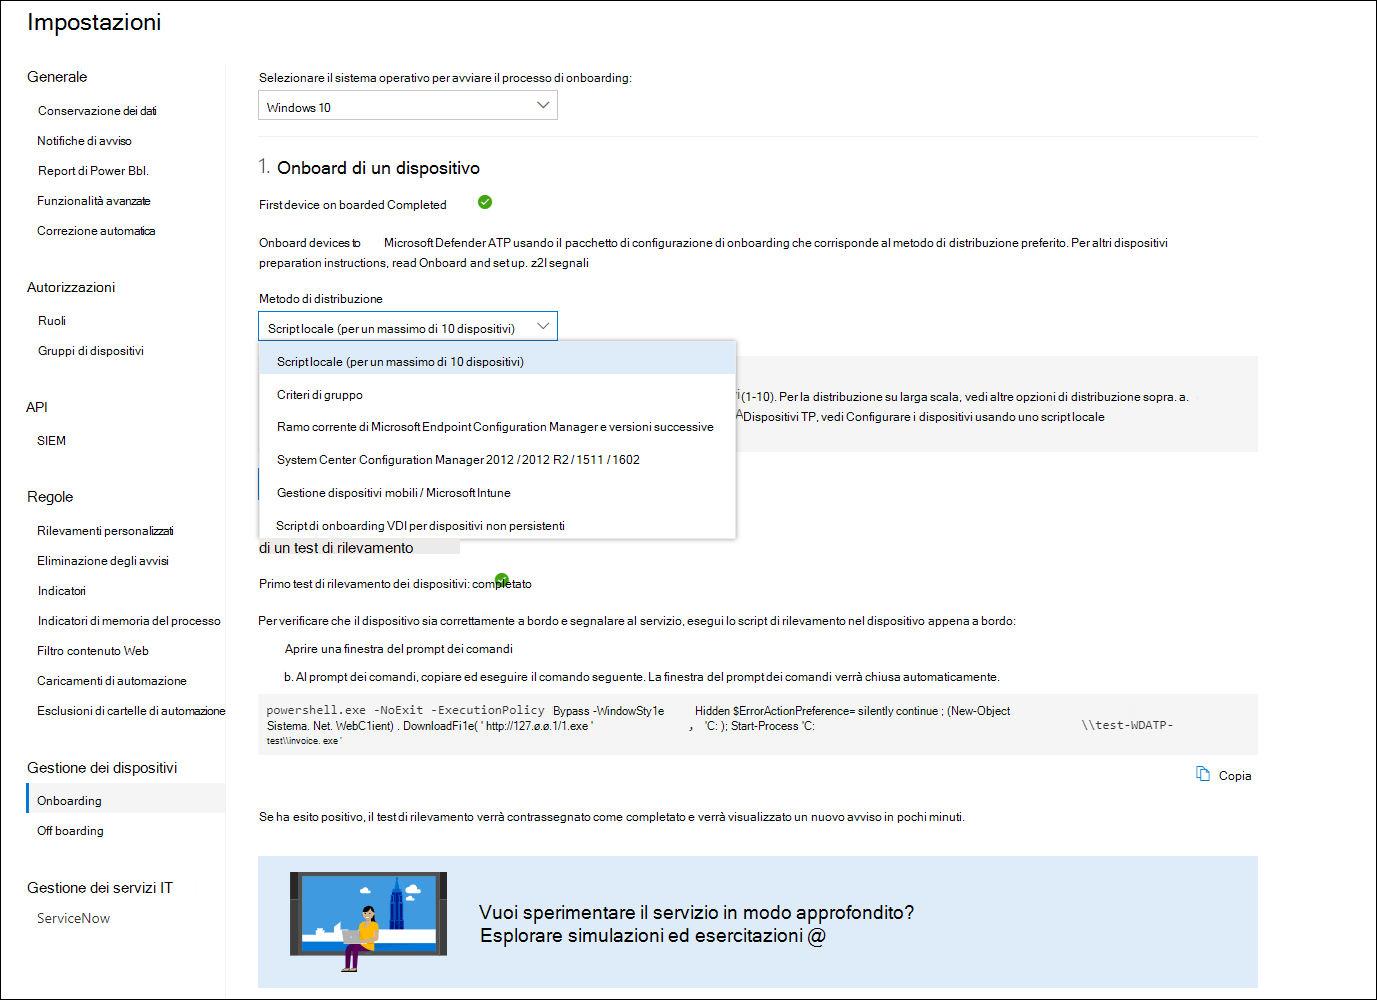 Impostazioni
Generale
Conservazione dei dati
Notifiche di avviso
Report di Power Bbl.
Funzionalità avanzate
Correzione automatica
Autorizzazioni
Ruoli
Gruppi di dispositivi
API
SIEM
Regole
Rilevamenti personalizzati
Eliminazione degli avvisi
Indicatori
Indicatori di memoria del processo
Filtro contenuto Web
Caricamenti di automazione
Esclusioni di cartelle di automazione
Gestione dei dispositivi
Onboarding
Off boarding
Gestione dei servizi IT
ServiceNow
Selezionare il sistema operativo per avviare il processo di onboarding:
Windows 10
1. Onboard di un dispositivo
First device on boarded Completed
Onboard devices to Microsoft Defender ATP usando il pacchetto di configurazione di onboarding che corrisponde al metodo di distribuzione preferito. Per altri dispositivi
preparation instructions, read Onboard and set up. z2l segnali
Metodo di distribuzione
Script locale (per un massimo di 10 dispositivi)
Script locale (per un massimo di 10 dispositivi)
Criteri di gruppo
Ramo corrente di Microsoft Endpoint Configuration Manager e versioni successive
System Center Configuration Manager 2012 / 2012 R2 / 1511 / 1602
Gestione dispositivi mobili / Microsoft Intune
Script di onboarding VDI per dispositivi non persistenti
(1-10). Per la distribuzione su larga scala, vedi altre opzioni di distribuzione sopra. a.
Dispositivi TP, vedi Configurare i dispositivi usando uno script locale
di un test di rilevamento
Primo test di rilevamento dei dispositivi: completato
Per verificare che il dispositivo sia correttamente a bordo e segnalare al servizio, esegui lo script di rilevamento nel dispositivo appena a bordo:
Aprire una finestra del prompt dei comandi
b. Al prompt dei comandi, copiare ed eseguire il comando seguente. La finestra del prompt dei comandi verrà chiusa automaticamente.
powershell.exe -NoExit -ExecutionPolicy Bypass -WindowSty1e Hidden $ErrorActionPreference= silently continue ; (New-Object
Sistema. Net. WebC1ient) . DownloadFi1e( ' http://127.ø.ø.1/1.exe ' , 'C: ); Start-Process 'C: \\test-WDATP-
test\\invoice. exe '
Copia
Se ha esito positivo, il test di rilevamento verrà contrassegnato come completato e verrà visualizzato un nuovo avviso in pochi minuti.
Vuoi sperimentare il servizio in modo approfondito?
Esplorare simulazioni ed esercitazioni @